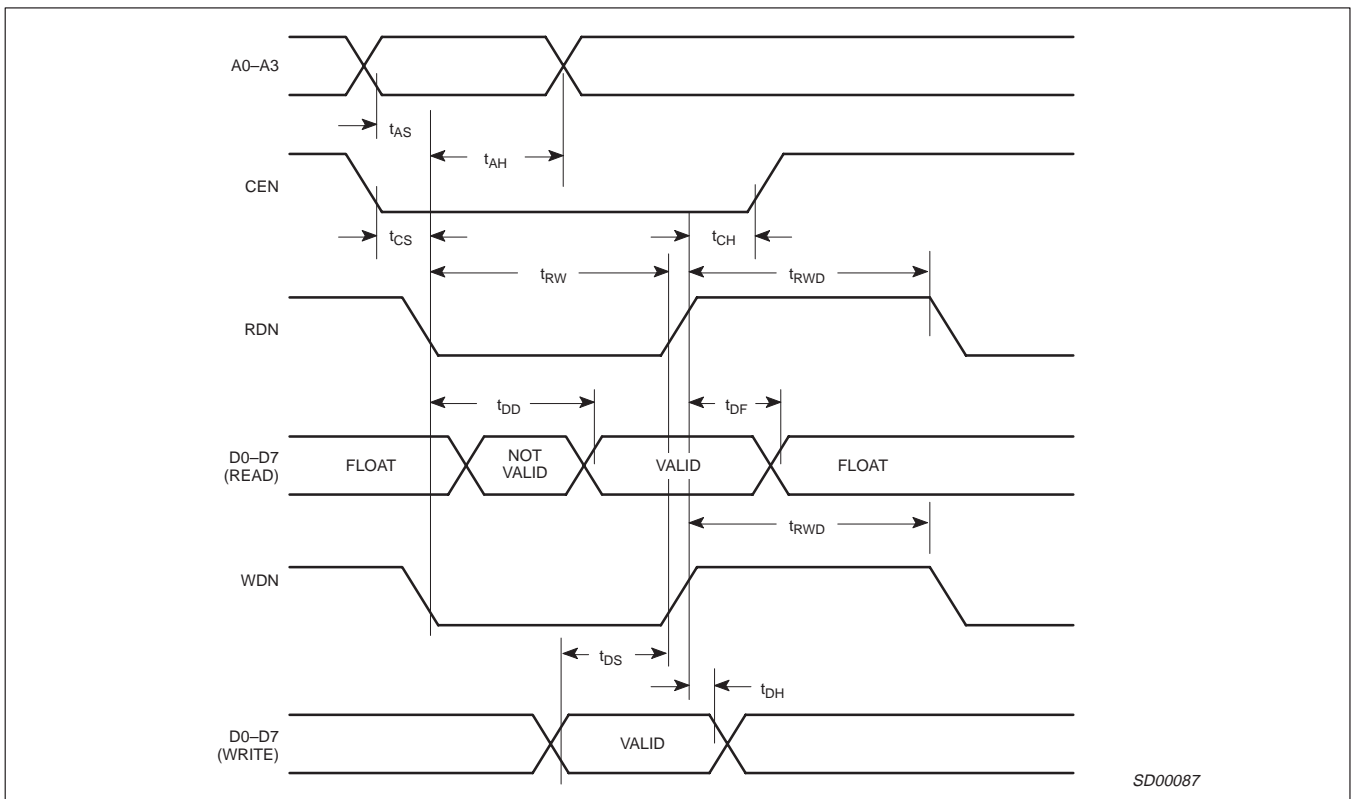 A0–A3
tAS
tAH
CEN
tCS
tCH
tRW
tRWD
RDN
tDD
tDF
D0–D7
(READ)
FLOAT
NOT
VALID
VALID
FLOAT
tRWD
WDN
tDS
tDH
D0–D7
(WRITE)
VALID
SD00087